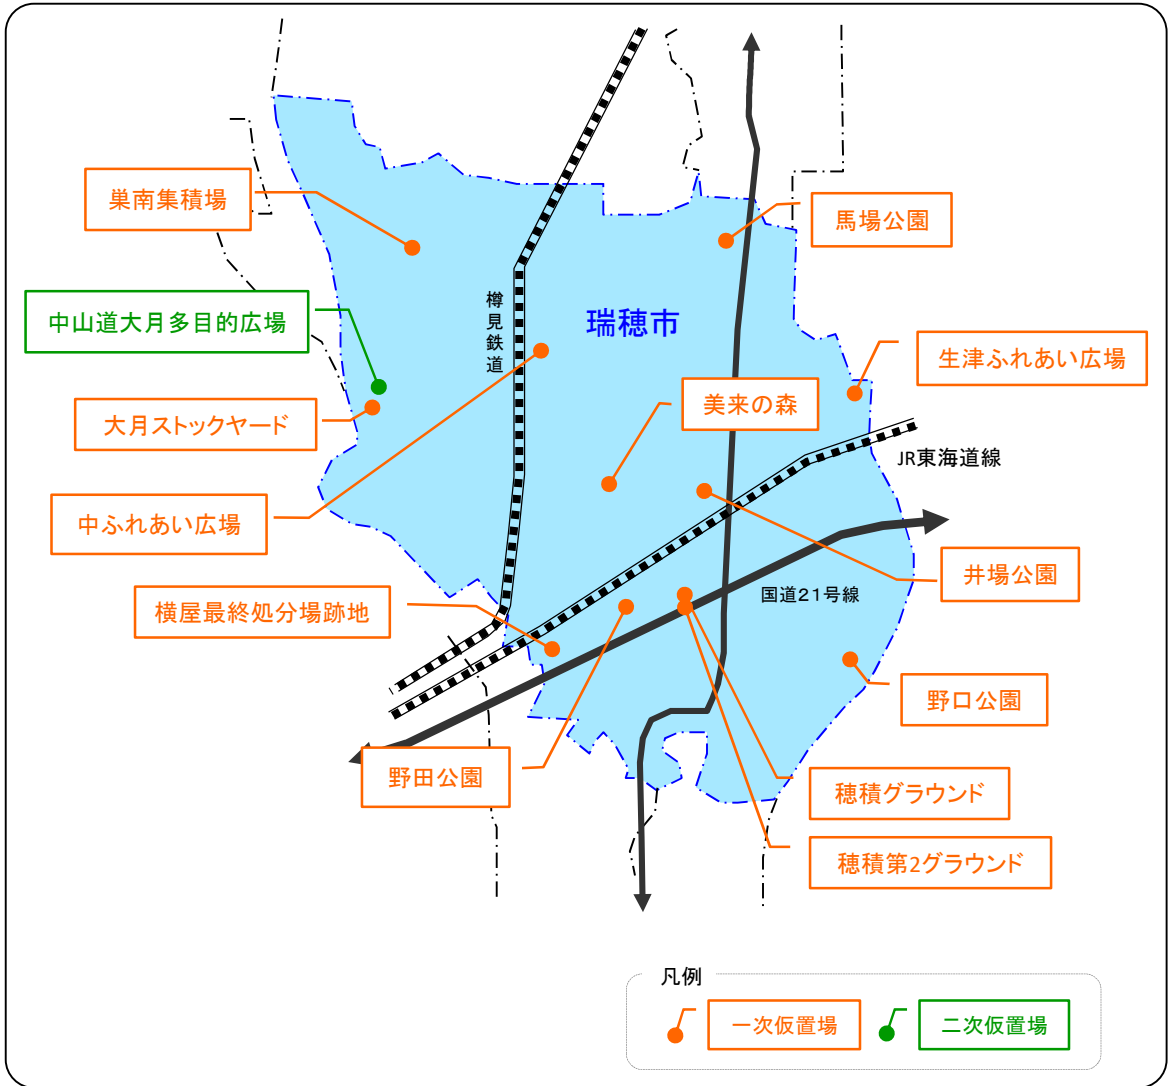 巣南集積場
馬場公園
中山道大月多目的広場
樽見鉄道
瑞穂市
生津ふれあい広場
美来の森
大月ストックヤード
JR東海道線
中ふれあい広場
井場公園
横屋最終処分場跡地
国道21号線
野口公園
野田公園
穂積グラウンド
穂積第2グラウンド
凡例
一次仮置場
二次仮置場